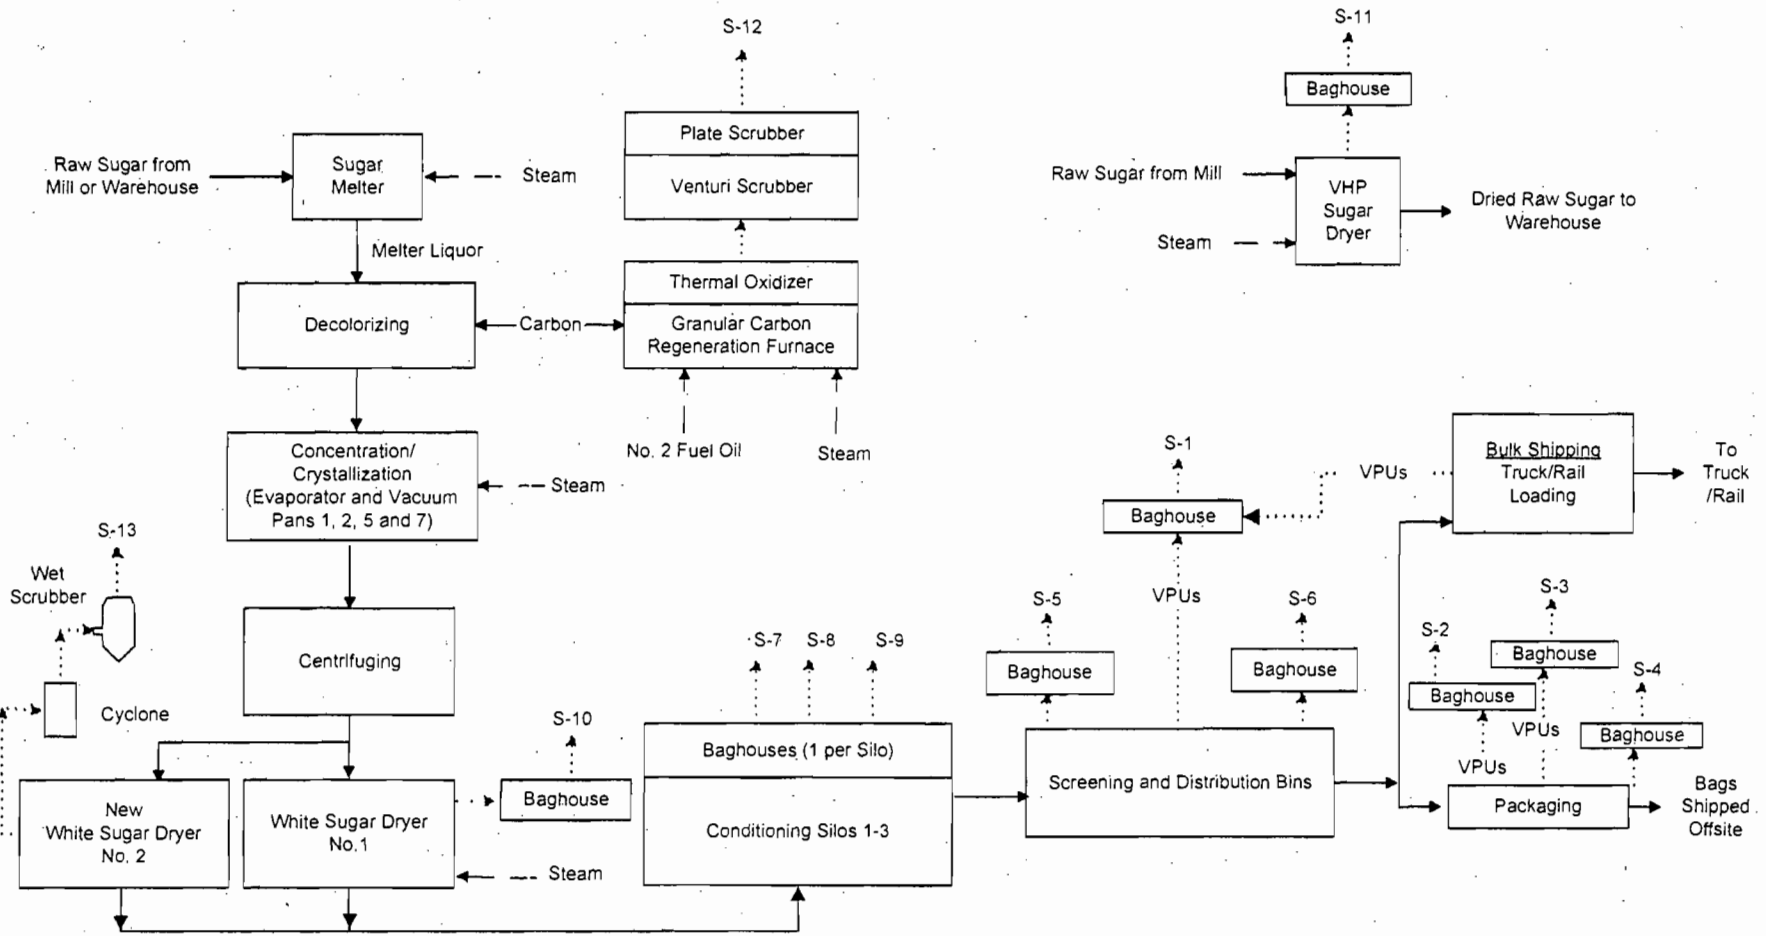 S-12
S-11
Baghouse
Plate Scrubber
Venturi Scrubber
Raw Sugar from
Mill or Warehouse
Sugar
Melter
Steam
Raw Sugar from Mill
VHP
Sugar
Dryer
Dried Raw Sugar to
Warehouse
Steam
Melter Liquor
Thermal Oxidizer
Granular Carbon
Regeneration Furnace
Decolorizing
Carbon
No. 2 Fuel Oil
Steam
Concentration/
Crystallization
(Evaporator and Vacuum
Pans 1, 2, 5 and 7)
Steam
S-1
Baghouse
VPUs
Bulk Shipping
Truck/Rail
Loading
To
Truck
/Rail
S-13
Wet
Scrubber
Cyclone
Centrifuging
S-10
Baghouse
S-7
S-8
S-9
Baghouses (1 per Silo)
Conditioning Silos 1-3
S-5
Baghouse
VPUs
S-6
Baghouse
Screening and Distribution Bins
S-2
Baghouse
VPUs
S-3
Baghouse
VPUs
S-4
Baghouse
Packaging
Bags
Shipped
Offsite
New
White Sugar Dryer
No. 2
White Sugar Dryer
No.1
Steam